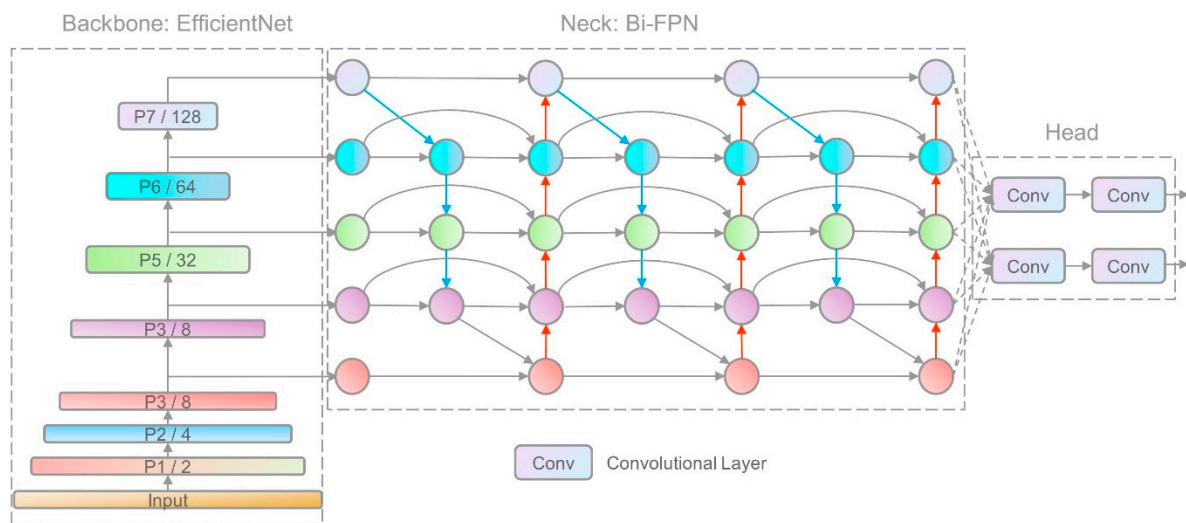 Backbone: EfficientNet
Neck: Bi-FPN
P7 / 128
P6 / 64
P5 / 32
P3 / 8
P3 / 8
P2 / 4
P1 / 2
Input
Head
Conv
Conv
Conv
Conv
Conv
Convolutional Layer